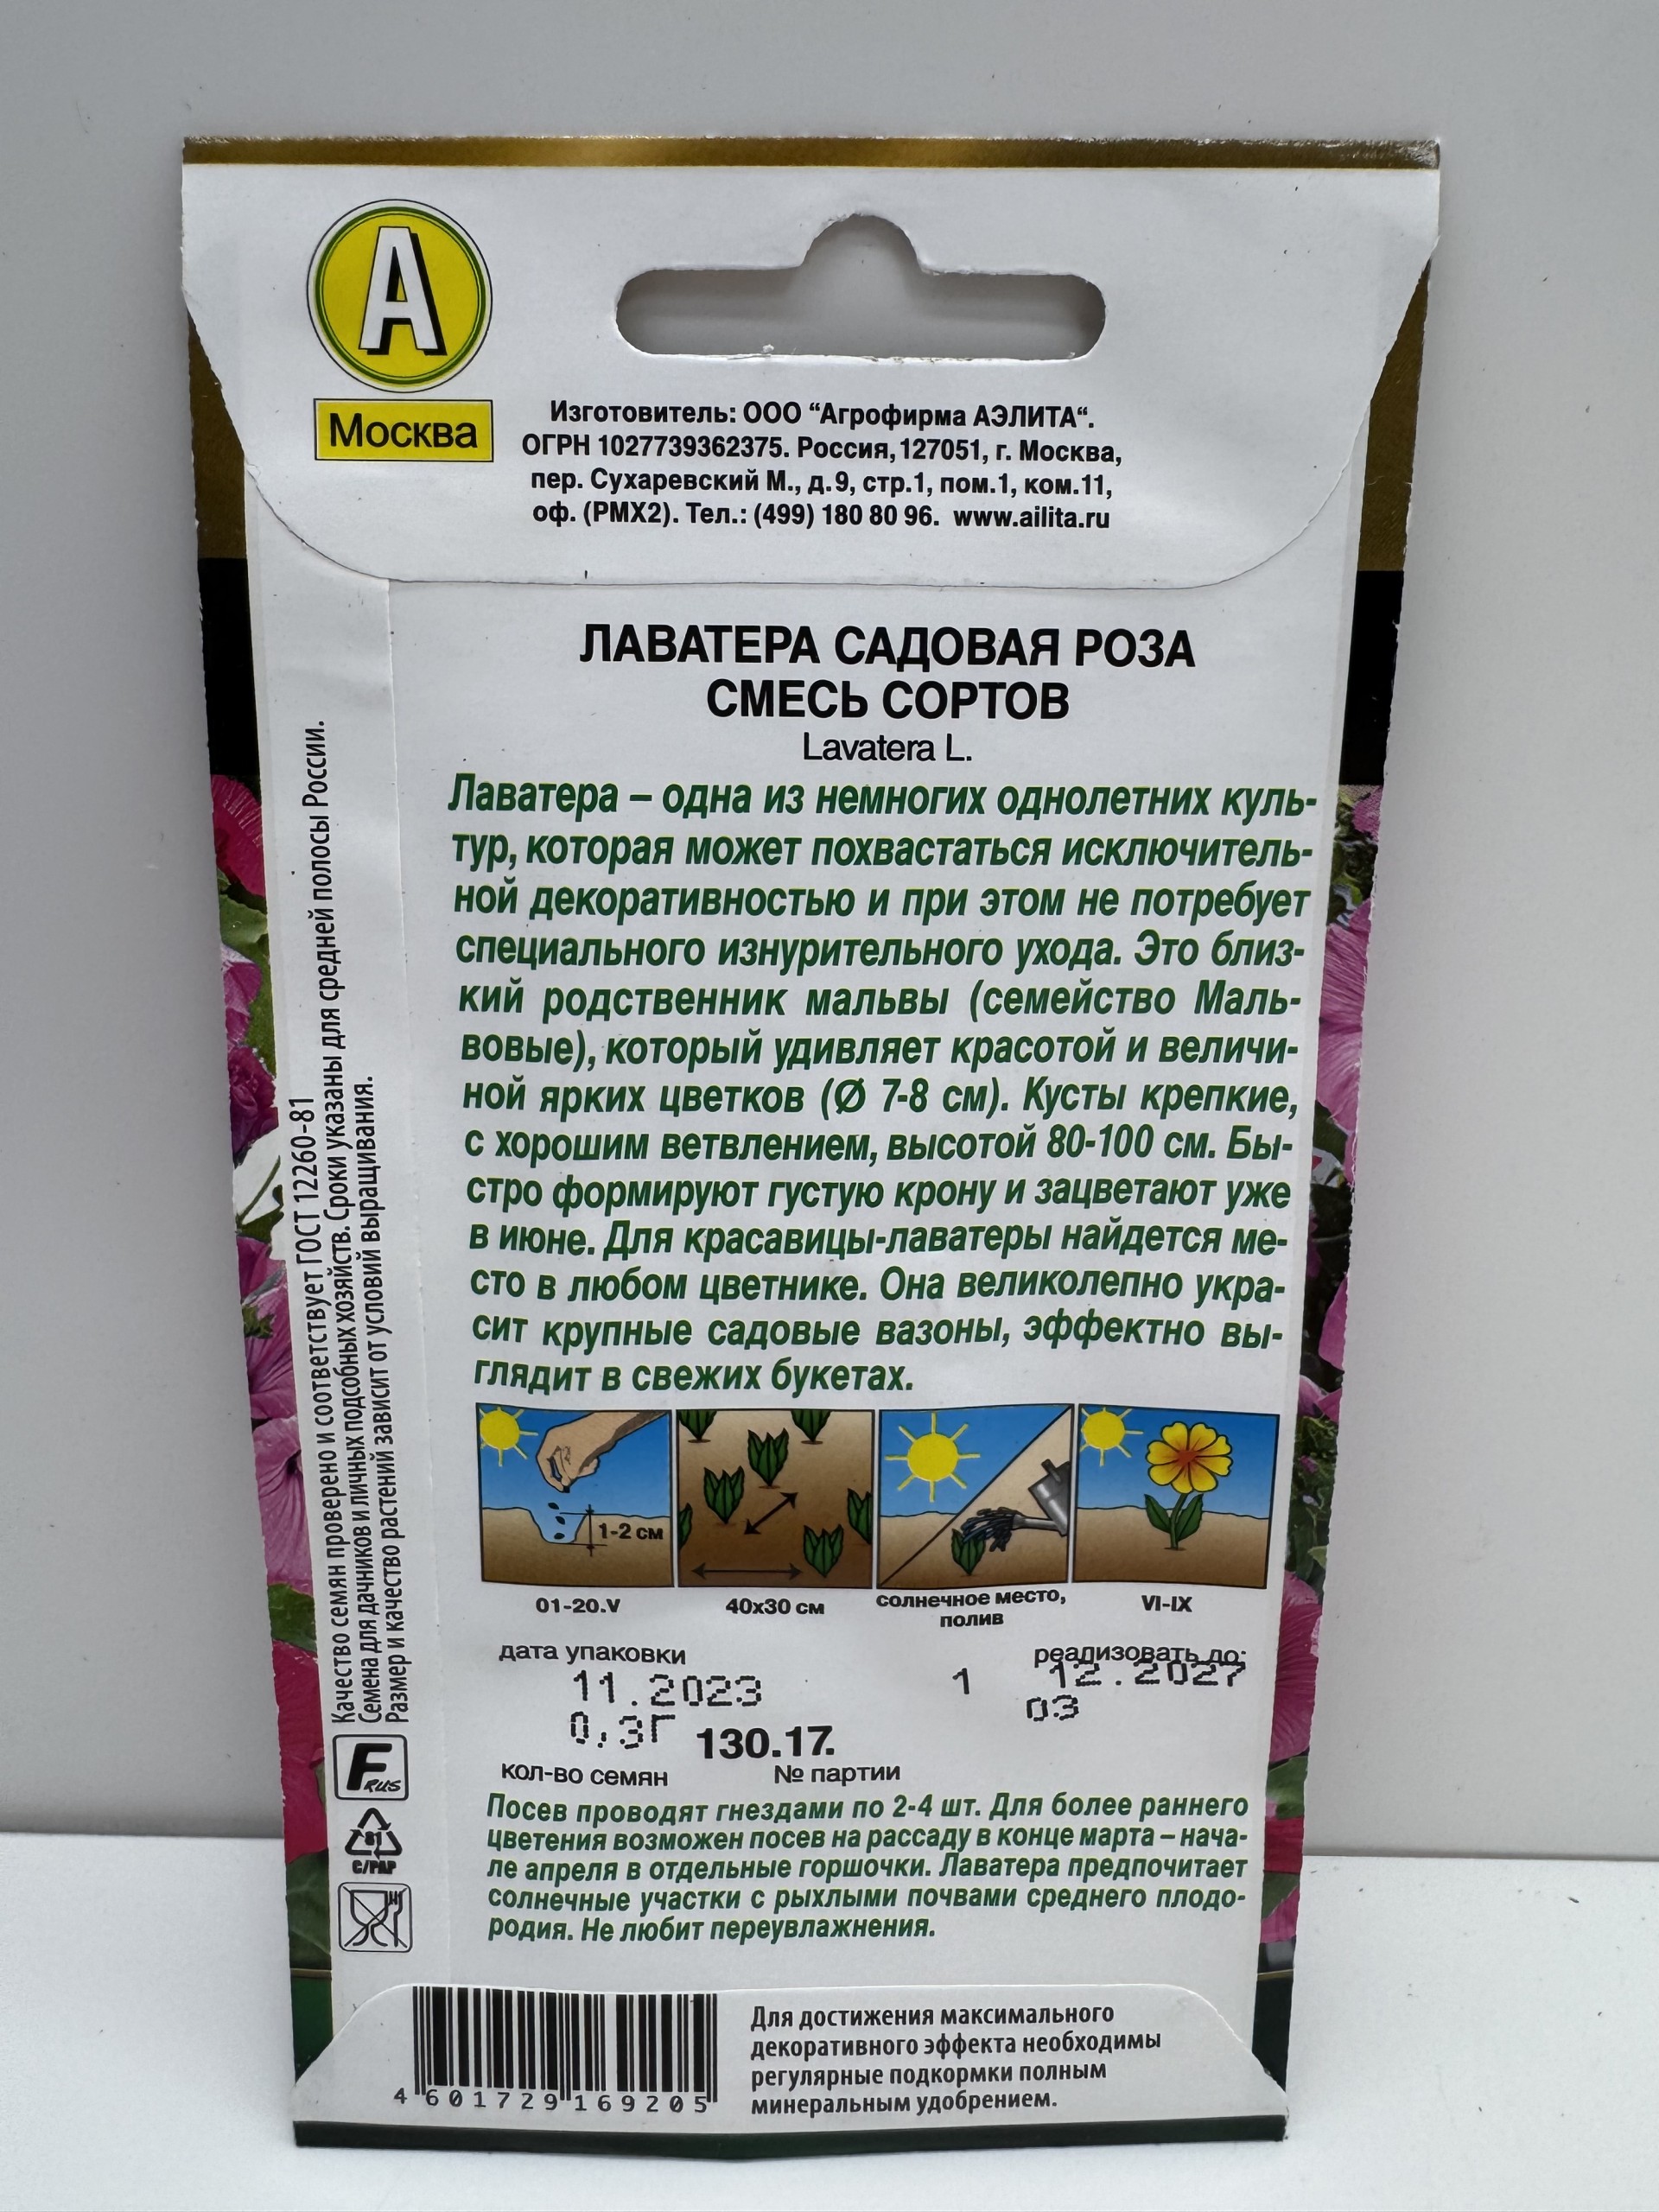 А
Москва
Изготовитель: ООО “Агрофирма АЭЛИТА“.
ОГРН 1027739362375. Россия, 127051, г. Москва,
пер. Сухаревский М., д.9, стр.1, пом.1, ком.11,
оф. (РМХ2). Тел.: (499) 180 80 96. www.ailita.ru
ЛАВАТЕРА САДОВАЯ РОЗА
СМЕСЬ СОРТОВ
Lavatera L.
Лаватера – одна из немногих однолетних куль-
тур, которая может похвастаться исключитель-
ной декоративностью и при этом не потребует
специального изнурительного ухода. Это близ-
кий родственник мальвы (семейство Маль-
вовые), который удивляет красотой и величи-
ной ярких цветков (Ø 7-8 см). Кусты крепкие,
с хорошим ветвлением, высотой 80-100 см. Бы-
стро формируют густую крону и зацветают уже
в июне. Для красавицы-лаватеры найдется ме-
сто в любом цветнике. Она великолепно укра-
сит крупные садовые вазоны, эффектно вы-
глядит в свежих букетах.
1-2 см
01-20.V
40х30 см
солнечное место,
полив
VI-IX
дата упаковки
реализовать до:
11.2023
1
12.2027
03
0,3Г
130.17.
кол-во семян
№ партии
Посев проводят гнездами по 2-4 шт. Для более раннего
цветения возможен посев на рассаду в конце марта – нача-
ле апреля в отдельные горшочки. Лаватера предпочитает
солнечные участки с рыхлыми почвами среднего плодо-
родия. Не любит переувлажнения.
Качество семян проверено и соответствует ГОСТ 12260-81
Семена для дачников и личных подсобных хозяйств. Сроки указаны для средней полосы России.
Размер и качество растений зависит от условий выращивания.
F RUS
81
C/PAP
4 601729 169205
Для достижения максимального
декоративного эффекта необходимы
регулярные подкормки полным
минеральным удобрением.